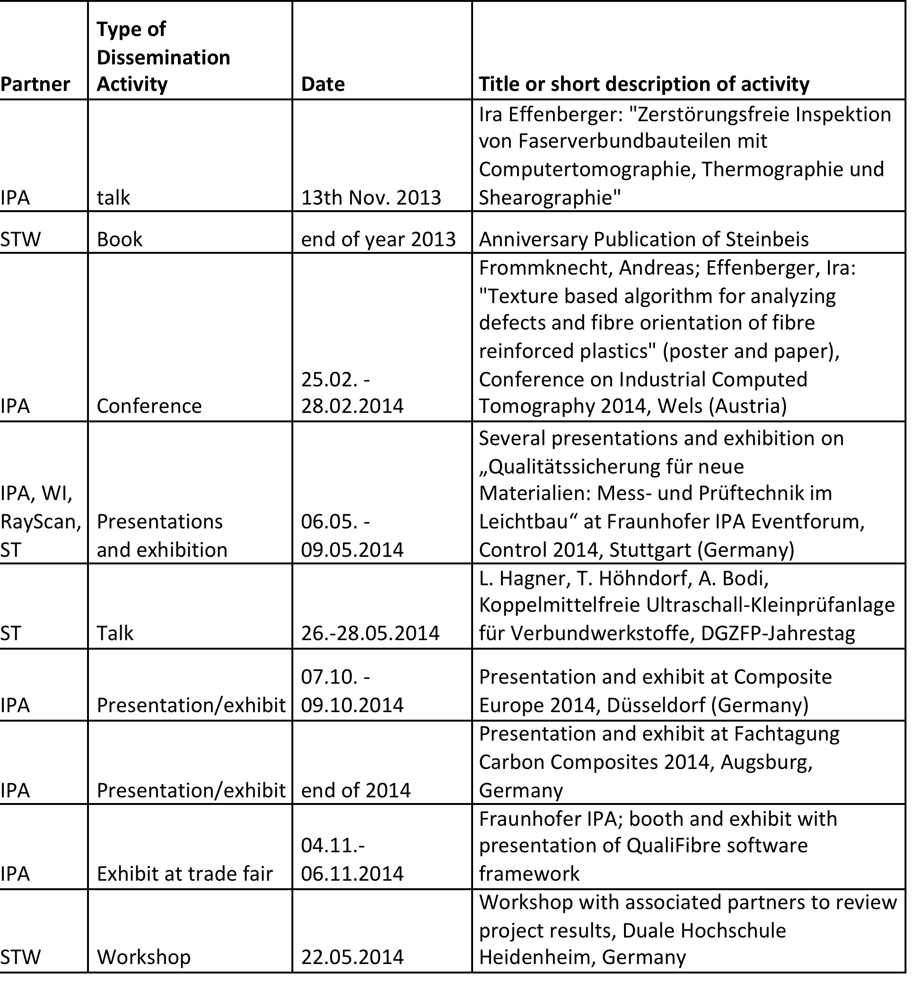 Partner
Type of
Dissemination
Activity
Date
Title or short description of activity
IPA
talk
13th Nov. 2013
Ira Effenberger: "Zerstörungsfreie Inspektion
von Faserverbundbauteilen mit
Computertomographie, Thermographie und
Shearographie"
STW
Book
end of year 2013
Anniversary Publication of Steinbeis
IPA
Conference
25.02. -
28.02.2014
Frommknecht, Andreas; Effenberger, Ira:
"Texture based algorithm for analyzing
defects and fibre orientation of fibre
reinforced plastics" (poster and paper),
Conference on Industrial Computed
Tomography 2014, Wels (Austria)
IPA, WI,
RayScan,
ST
Presentations
and exhibition
06.05. -
09.05.2014
Several presentations and exhibition on
„Qualitätssicherung für neue
Materialien: Mess- und Prüftechnik im
Leichtbau“ at Fraunhofer IPA Eventforum,
Control 2014, Stuttgart (Germany)
ST
Talk
26.-28.05.2014
L. Hagner, T. Höhndorf, A. Bodi,
Koppelmittelfreie Ultraschall-Kleinprüfanlage
für Verbundwerkstoffe, DGZFP-Jahrestag
IPA
Presentation/exhibit
07.10. -
09.10.2014
Presentation and exhibit at Composite
Europe 2014, Düsseldorf (Germany)
IPA
Presentation/exhibit
end of 2014
Presentation and exhibit at Fachtagung
Carbon Composites 2014, Augsburg,
Germany
IPA
Exhibit at trade fair
04.11.-
06.11.2014
Fraunhofer IPA; booth and exhibit with
presentation of QualiFibre software
framework
STW
Workshop
22.05.2014
Workshop with associated partners to review
project results, Duale Hochschule
Heidenheim, Germany